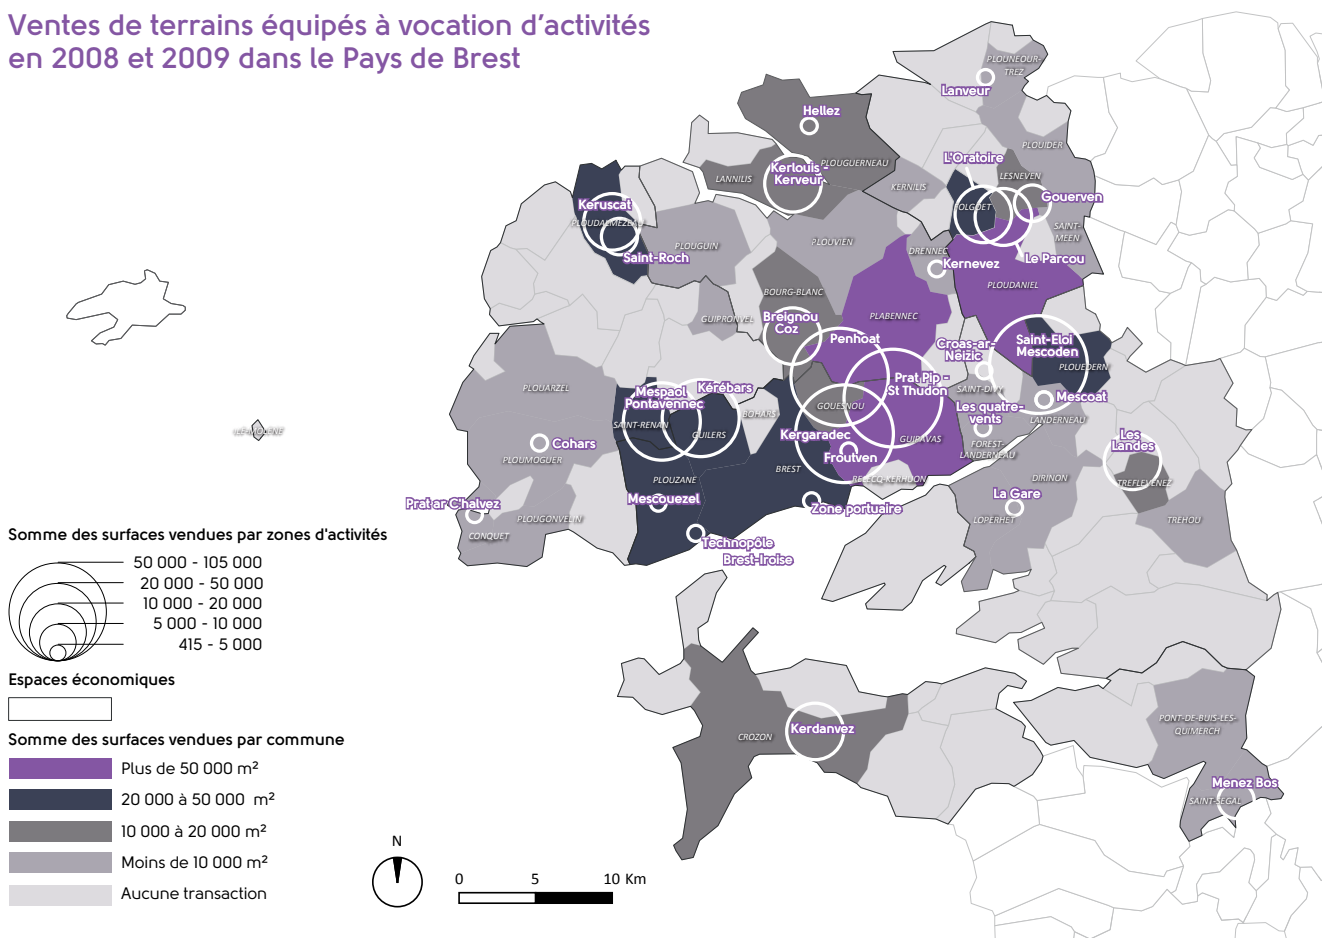 Ventes de terrains équipés à vocation d'activités
en 2008 et 2009 dans le Pays de Brest
PLOUNEOUR-
TREZ
Lanveur
Hellez
PLOUIDER
L'Oratoire
PLOUGUERNEAU
Kerlouis -
Kerveur
LANNILIS
LESNEVEN
KERNILIS
Gouerven
Keruscat
FOLGOET
PLOUDALMEZEAU
SAINT-
MEEN
PLOUGUIN
PLOUVIEN
DRENNEC
Saint-Roch
Le Parcou
Kernevez
PLOUDANIEL
BOURG-BLANC
GUIPRONVEL
Breignou
Coz
PLABENNEC
Penhoat
Croas-ar-
Neizic
Saint-Eloi
Mescoden
PLOUEDERN
Prat Pip -
St Thudon
SAINT-DIVY
PLOUARZEL
Mespaol
Pontavennec
Kérébars
Mescoat
GOUESNOU
Les quatre-
vents
BOHARS
LANDERNEAU
SAINT-RENAN
GUILERS
Kergaradec
GUIPAVAS
ILE-MOLENE
Cohars
Froutven
FOREST-
LANDERNEAU
Les
Landes
PLOUMOGUER
BREST
RELECQ-KERHUON
PLOUZANE
DIRINON
TREFLEVENEZ
Prat ar C'halvez
Mescouezel
Zone portuaire
La Gare
PLOUGONVELIN
LOPERHET
TREHOU
CONQUET
Technopôle
Brest-Iroise
Somme des surfaces vendues par zones d'activités
50 000 - 105 000
20 000 - 50 000
10 000 - 20 000
5 000 - 10 000
415 - 5 000
Espaces économiques
Somme des surfaces vendues par commune
Plus de 50 000 m²
20 000 à 50 000 m²
10 000 à 20 000 m²
Moins de 10 000 m²
Aucune transaction
CROZON
Kerdanvez
PONT-DE-BUIS-LES-
QUIMERCH
Menez Bos
SAINT-SEGAL
N
0 5 10 Km